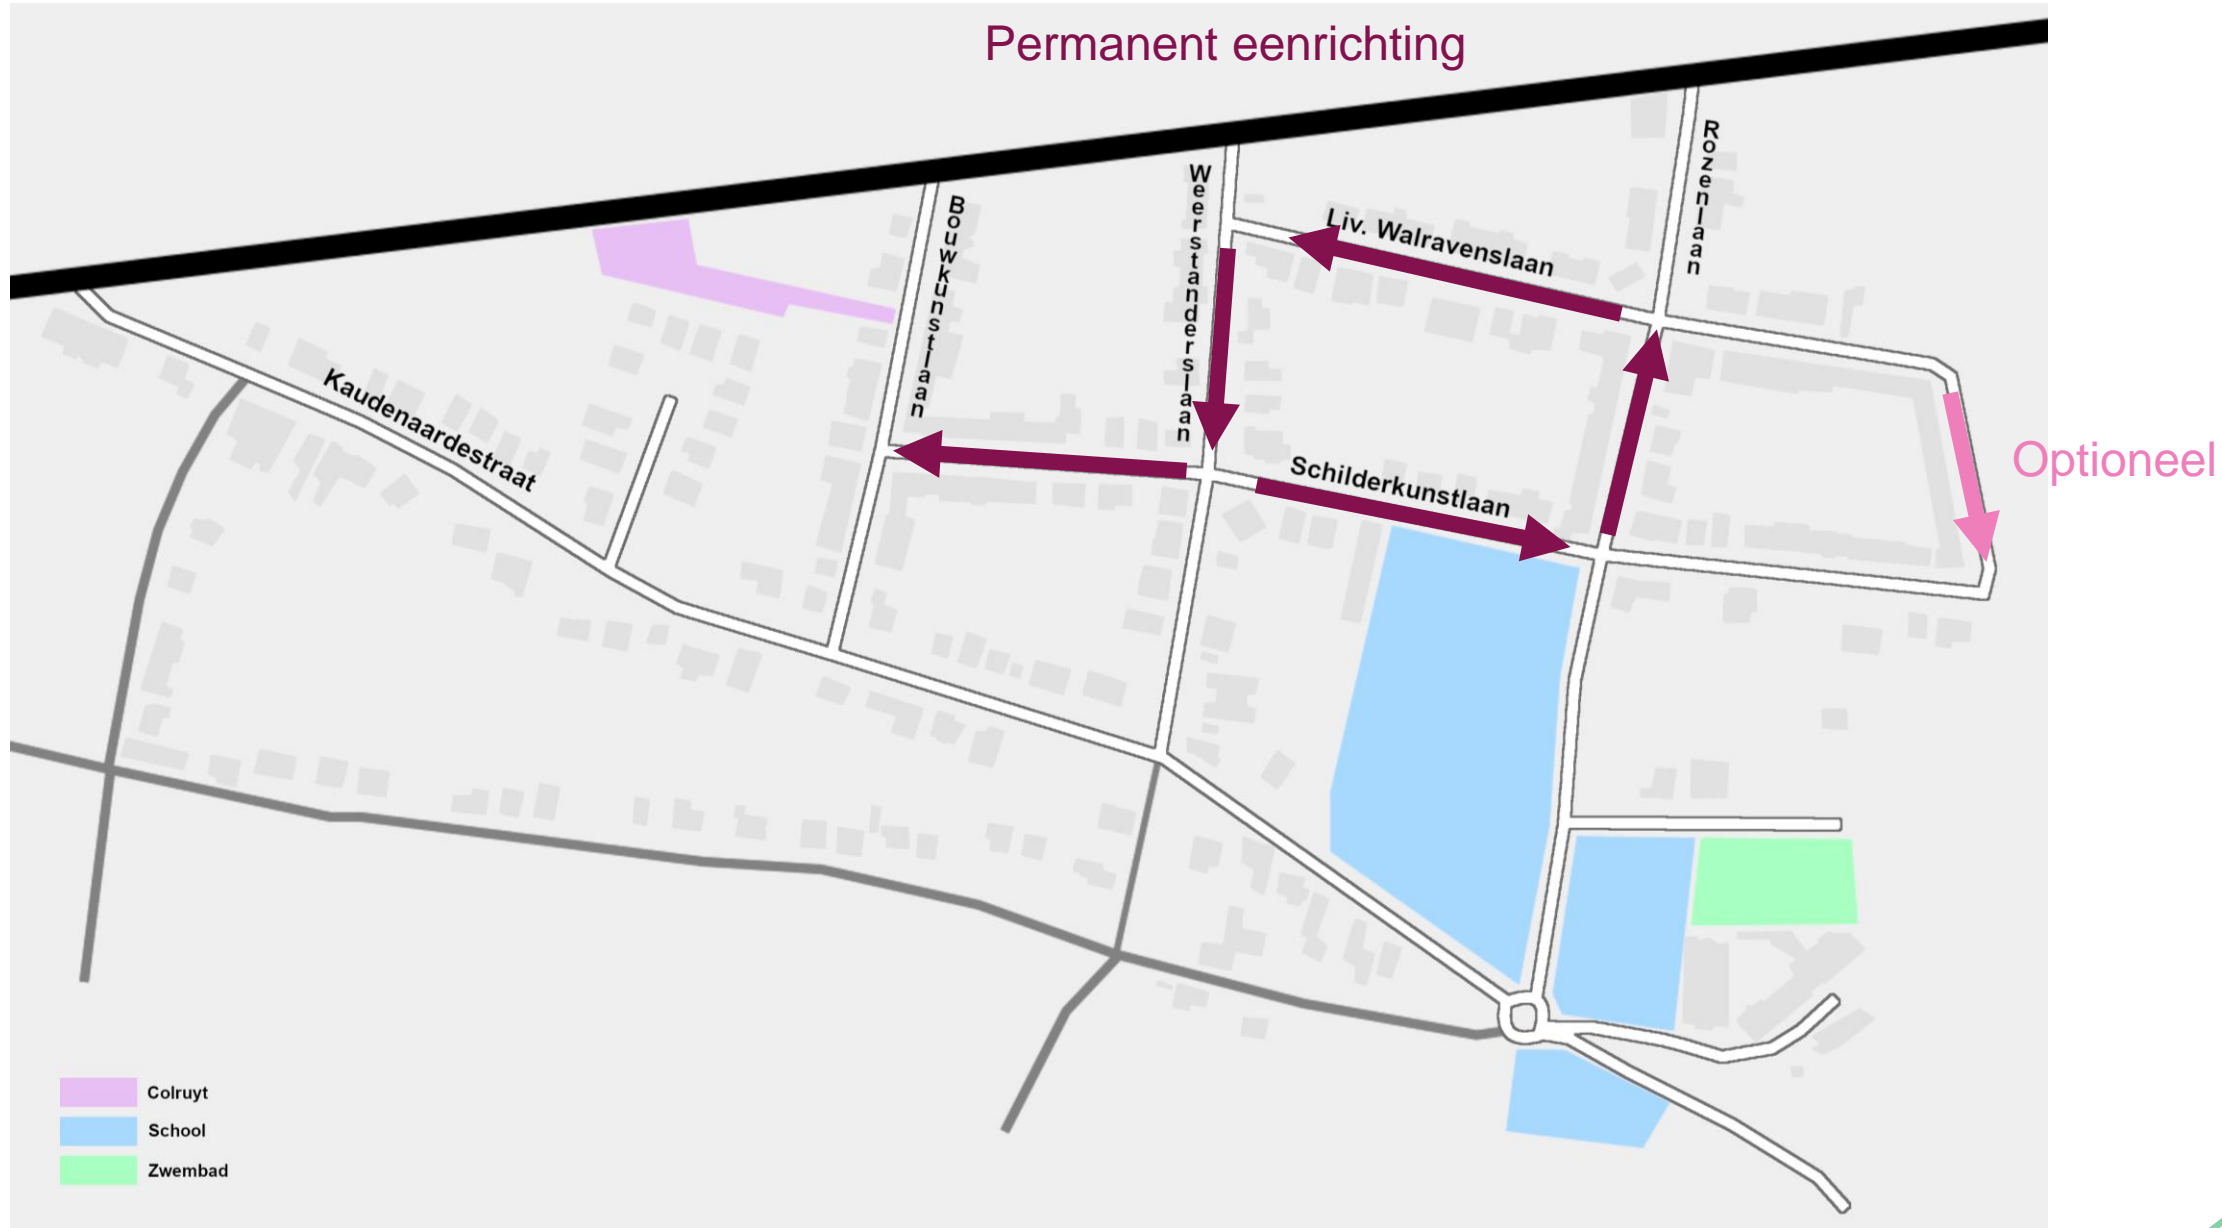 Permanent eenrichting
Rozenlaan
Weerstanderslaan
Bouwkunstlaan
Liv. Walravenslaan
Kaudenaardestraat
Schilderkunstlaan
Optioneel
Colruyt
School
Zwembad